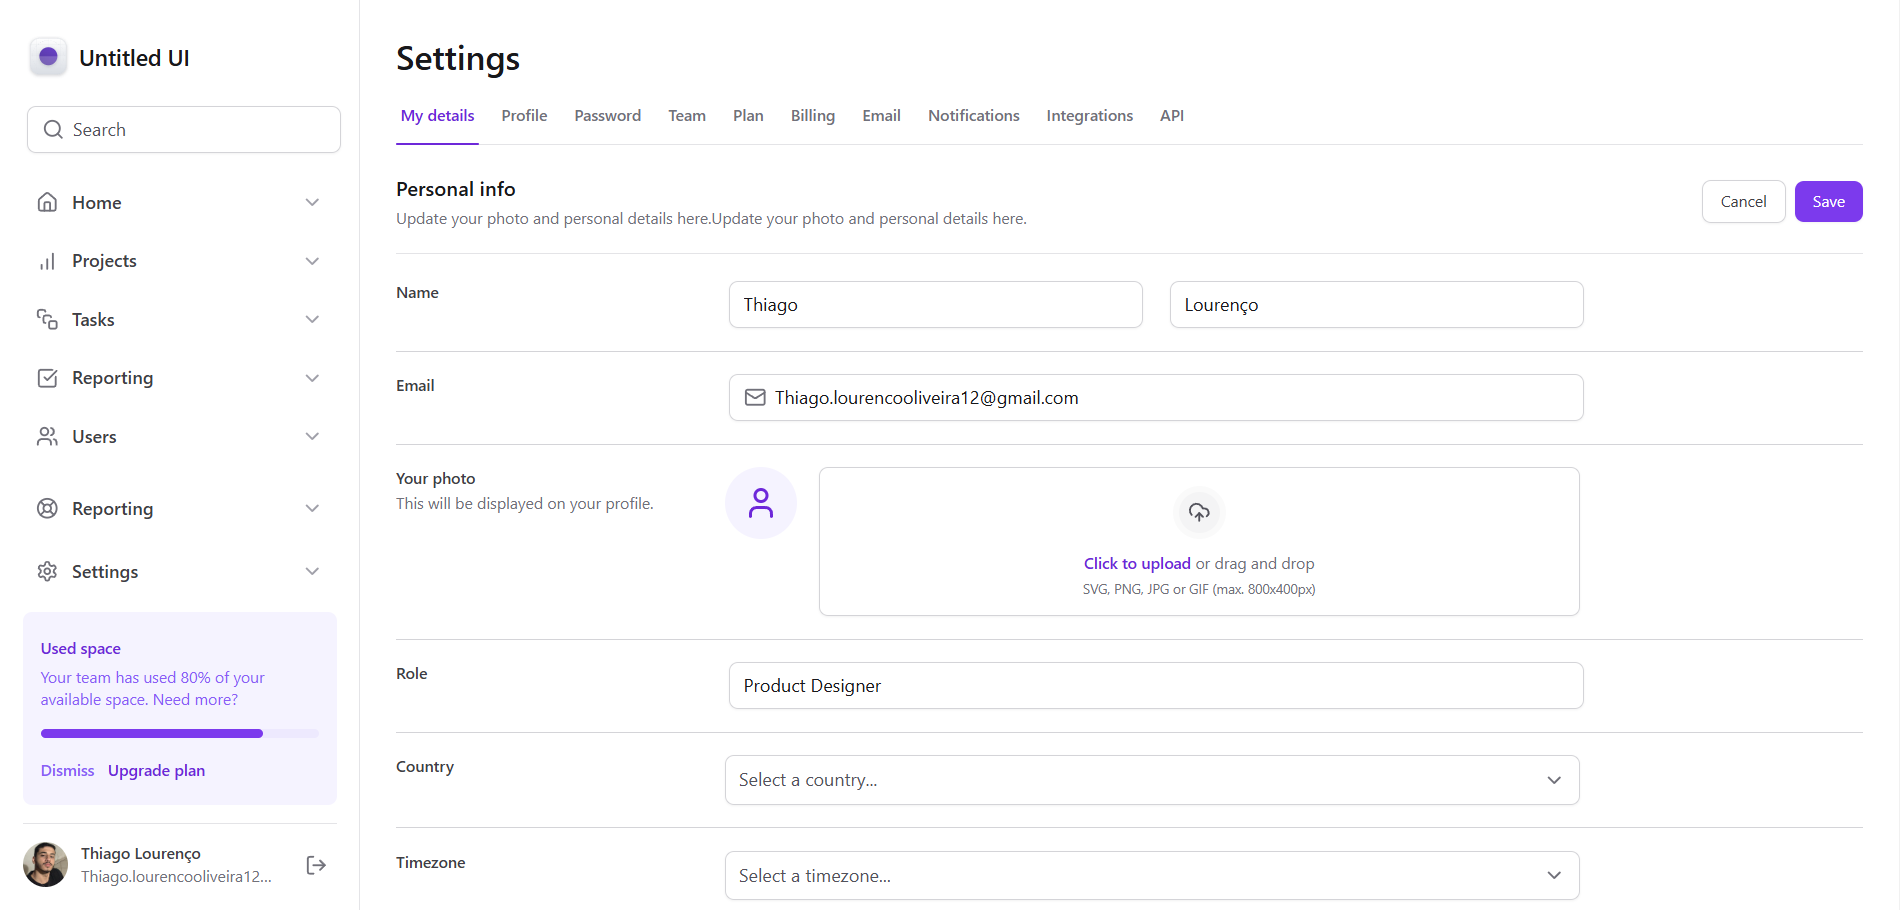 Untitled UI
Search
Home
Projects
Tasks
Reporting
Users
Reporting
Settings
Used space
Your team has used 80% of your
available space. Need more?
Dismiss Upgrade plan
Thiago Lourenço
Thiago.lourencooliveira12...
Settings
My details Profile Password Team Plan Billing Email Notifications Integrations API
Personal info
Update your photo and personal details here.Update your photo and personal details here.
Cancel Save
Name
Thiago Lourenço
Email
Thiago.lourencooliveira12@gmail.com
Your photo
This will be displayed on your profile.
Click to upload or drag and drop
SVG, PNG, JPG or GIF (max. 800x400px)
Role
Product Designer
Country
Select a country...
Timezone
Select a timezone...